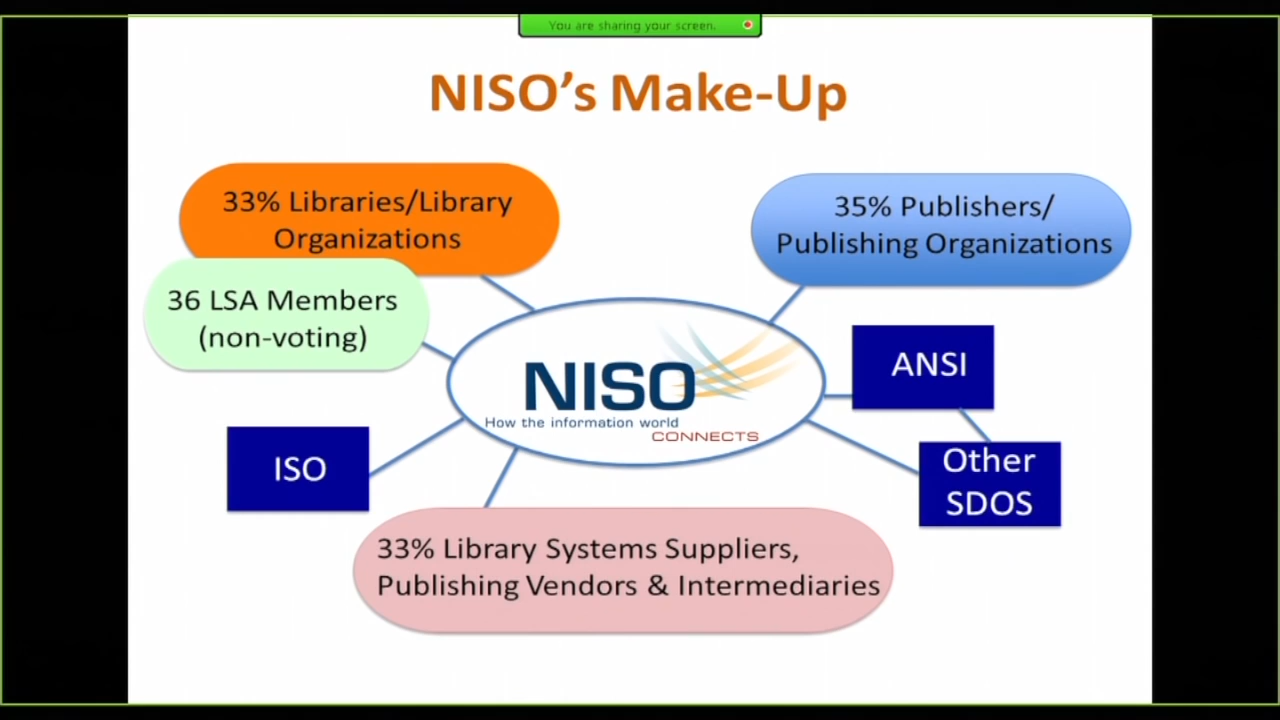 You are sharing your screen.
NISO's Make-Up
33% Libraries/Library
Organizations
35% Publishers/
Publishing Organizations
36 LSA Members
(non-voting)
NISO
How the information world
CONNECTS
ANSI
ISO
Other
SDOS
33% Library Systems Suppliers,
Publishing Vendors & Intermediaries